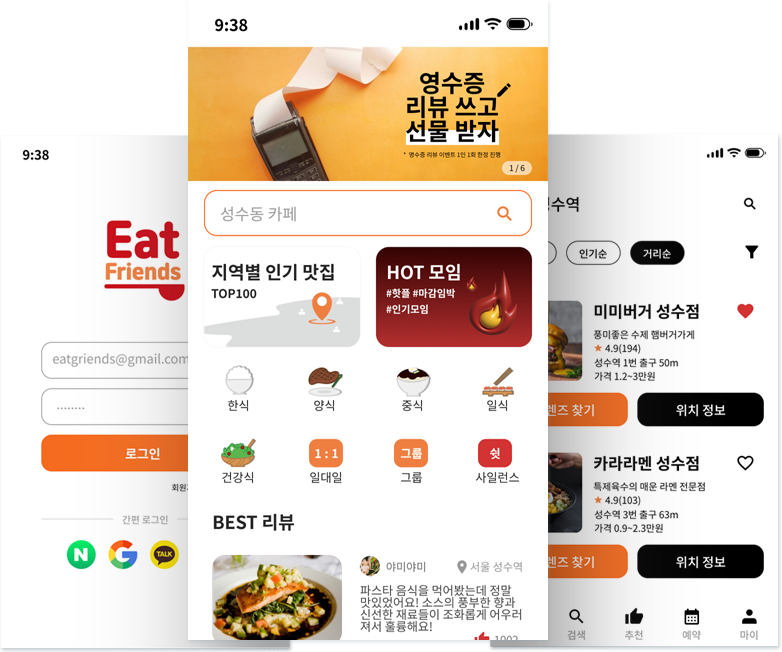 9:38
Eat
Friends
eatgriends@gmail.com
........
로그인
회원
간편 로그인
N
G
TALK
9:38
영수증
리뷰 쓰고
선물 받자
* 영수증 리뷰 이벤트 1인 1회 한정 진행
1/6
성수동 카페
지역별 인기 맛집
TOP100
HOT 모임
#핫플 #마감임박
#인기모임
한식
양식
중식
일식
건강식
1 : 1
일대일
그룹
그룹
쉿
사일런스
BEST 리뷰
야미야미
서울 성수역
파스타 음식을 먹어봤는데 정말
맛있었어요! 소스의 풍부한 향과
신선한 재료들이 조화롭게 어우러
져서 훌륭해요!
수역
인기순
거리순
미미버거 성수점
풍미좋은 수제 햄버거가게
★ 4.9(194)
성수역 1번 출구 50m
가격 1.2~3만원
렌즈 찾기
위치 정보
카라라멘 성수점
특제육수의 매운 라멘 전문점
★ 4.9(103)
성수역 3번 출구 63m
가격 0.9~2.3만원
렌즈 찾기
위치 정보
검색
추천
예약
마이